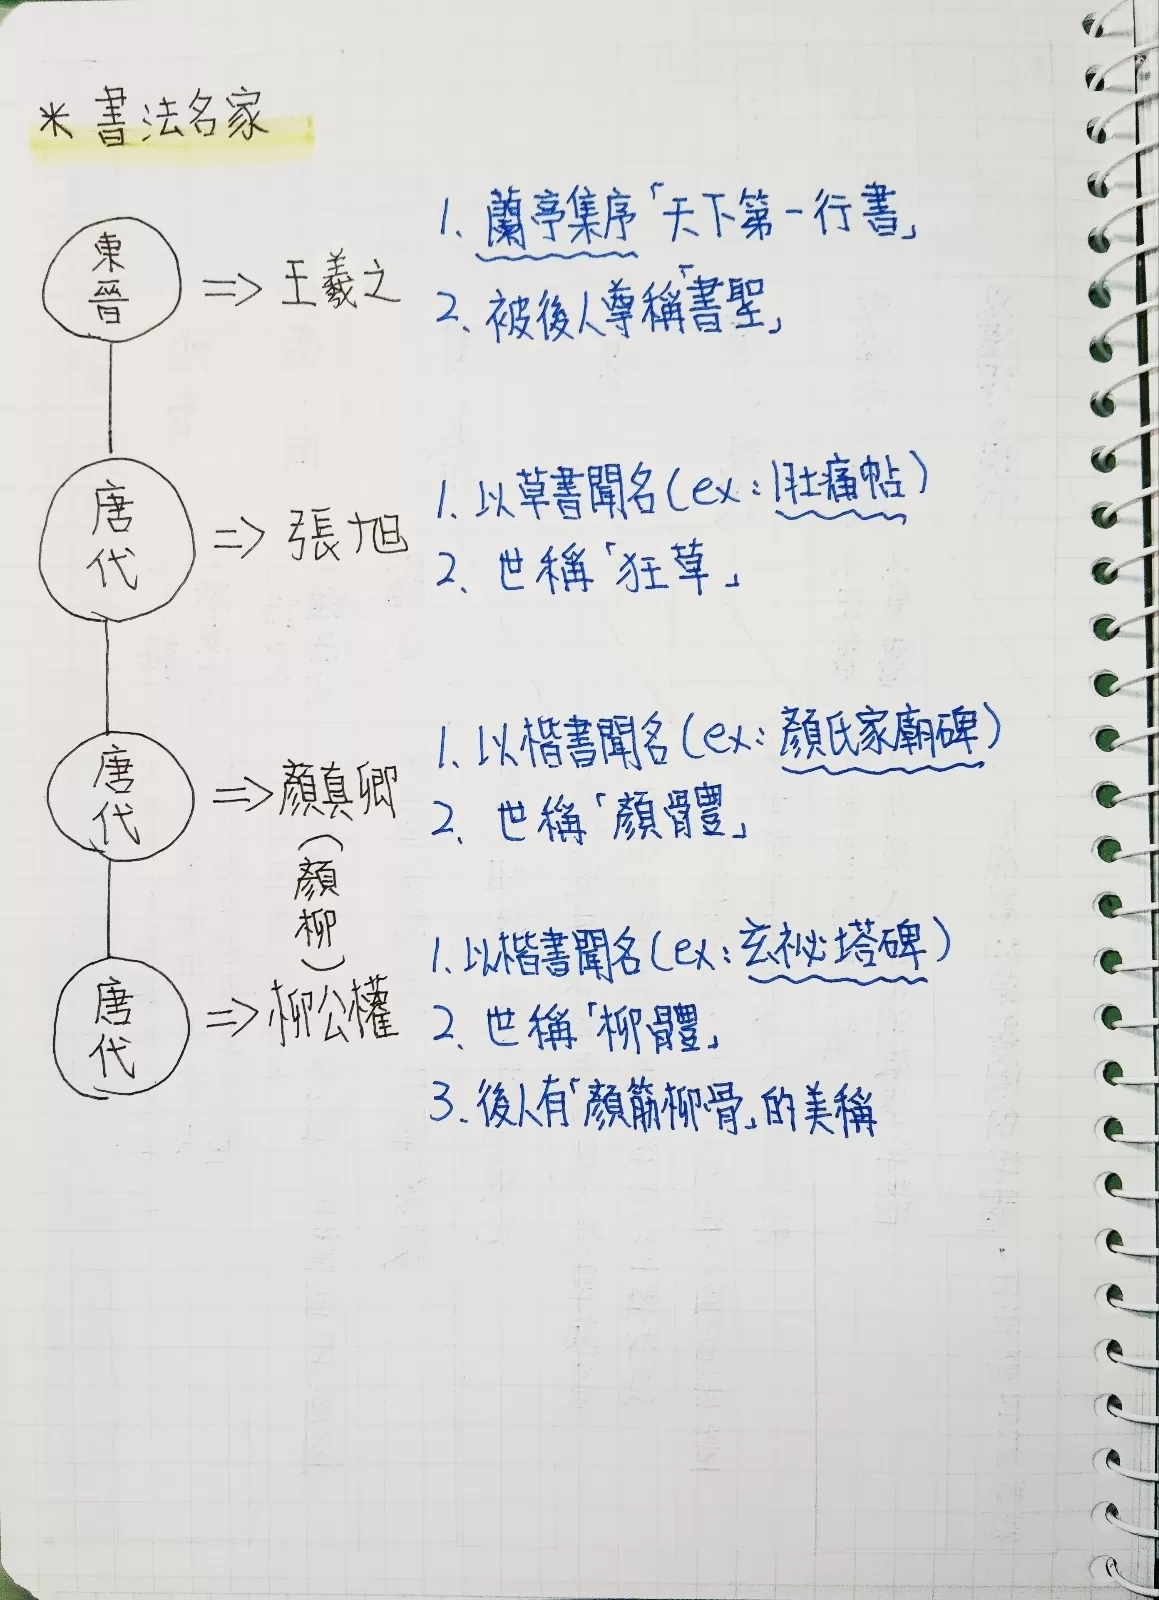 * 書法名家
東晉 => 王羲之
1. 蘭亭集序「天下第一行書」
2. 被後人尊稱「書聖」
唐代 => 張旭
1. 以草書聞名(ex:肚痛帖)
2. 世稱「狂草」
唐代 => 顏真卿
1. 以楷書聞名(ex:顏氏家廟碑)
2. 世稱「顏體」
(顏柳)
唐代 => 柳公權
1. 以楷書聞名(ex:玄祕塔碑)
2. 世稱「柳體」
3. 後人有「顏筋柳骨」的美稱